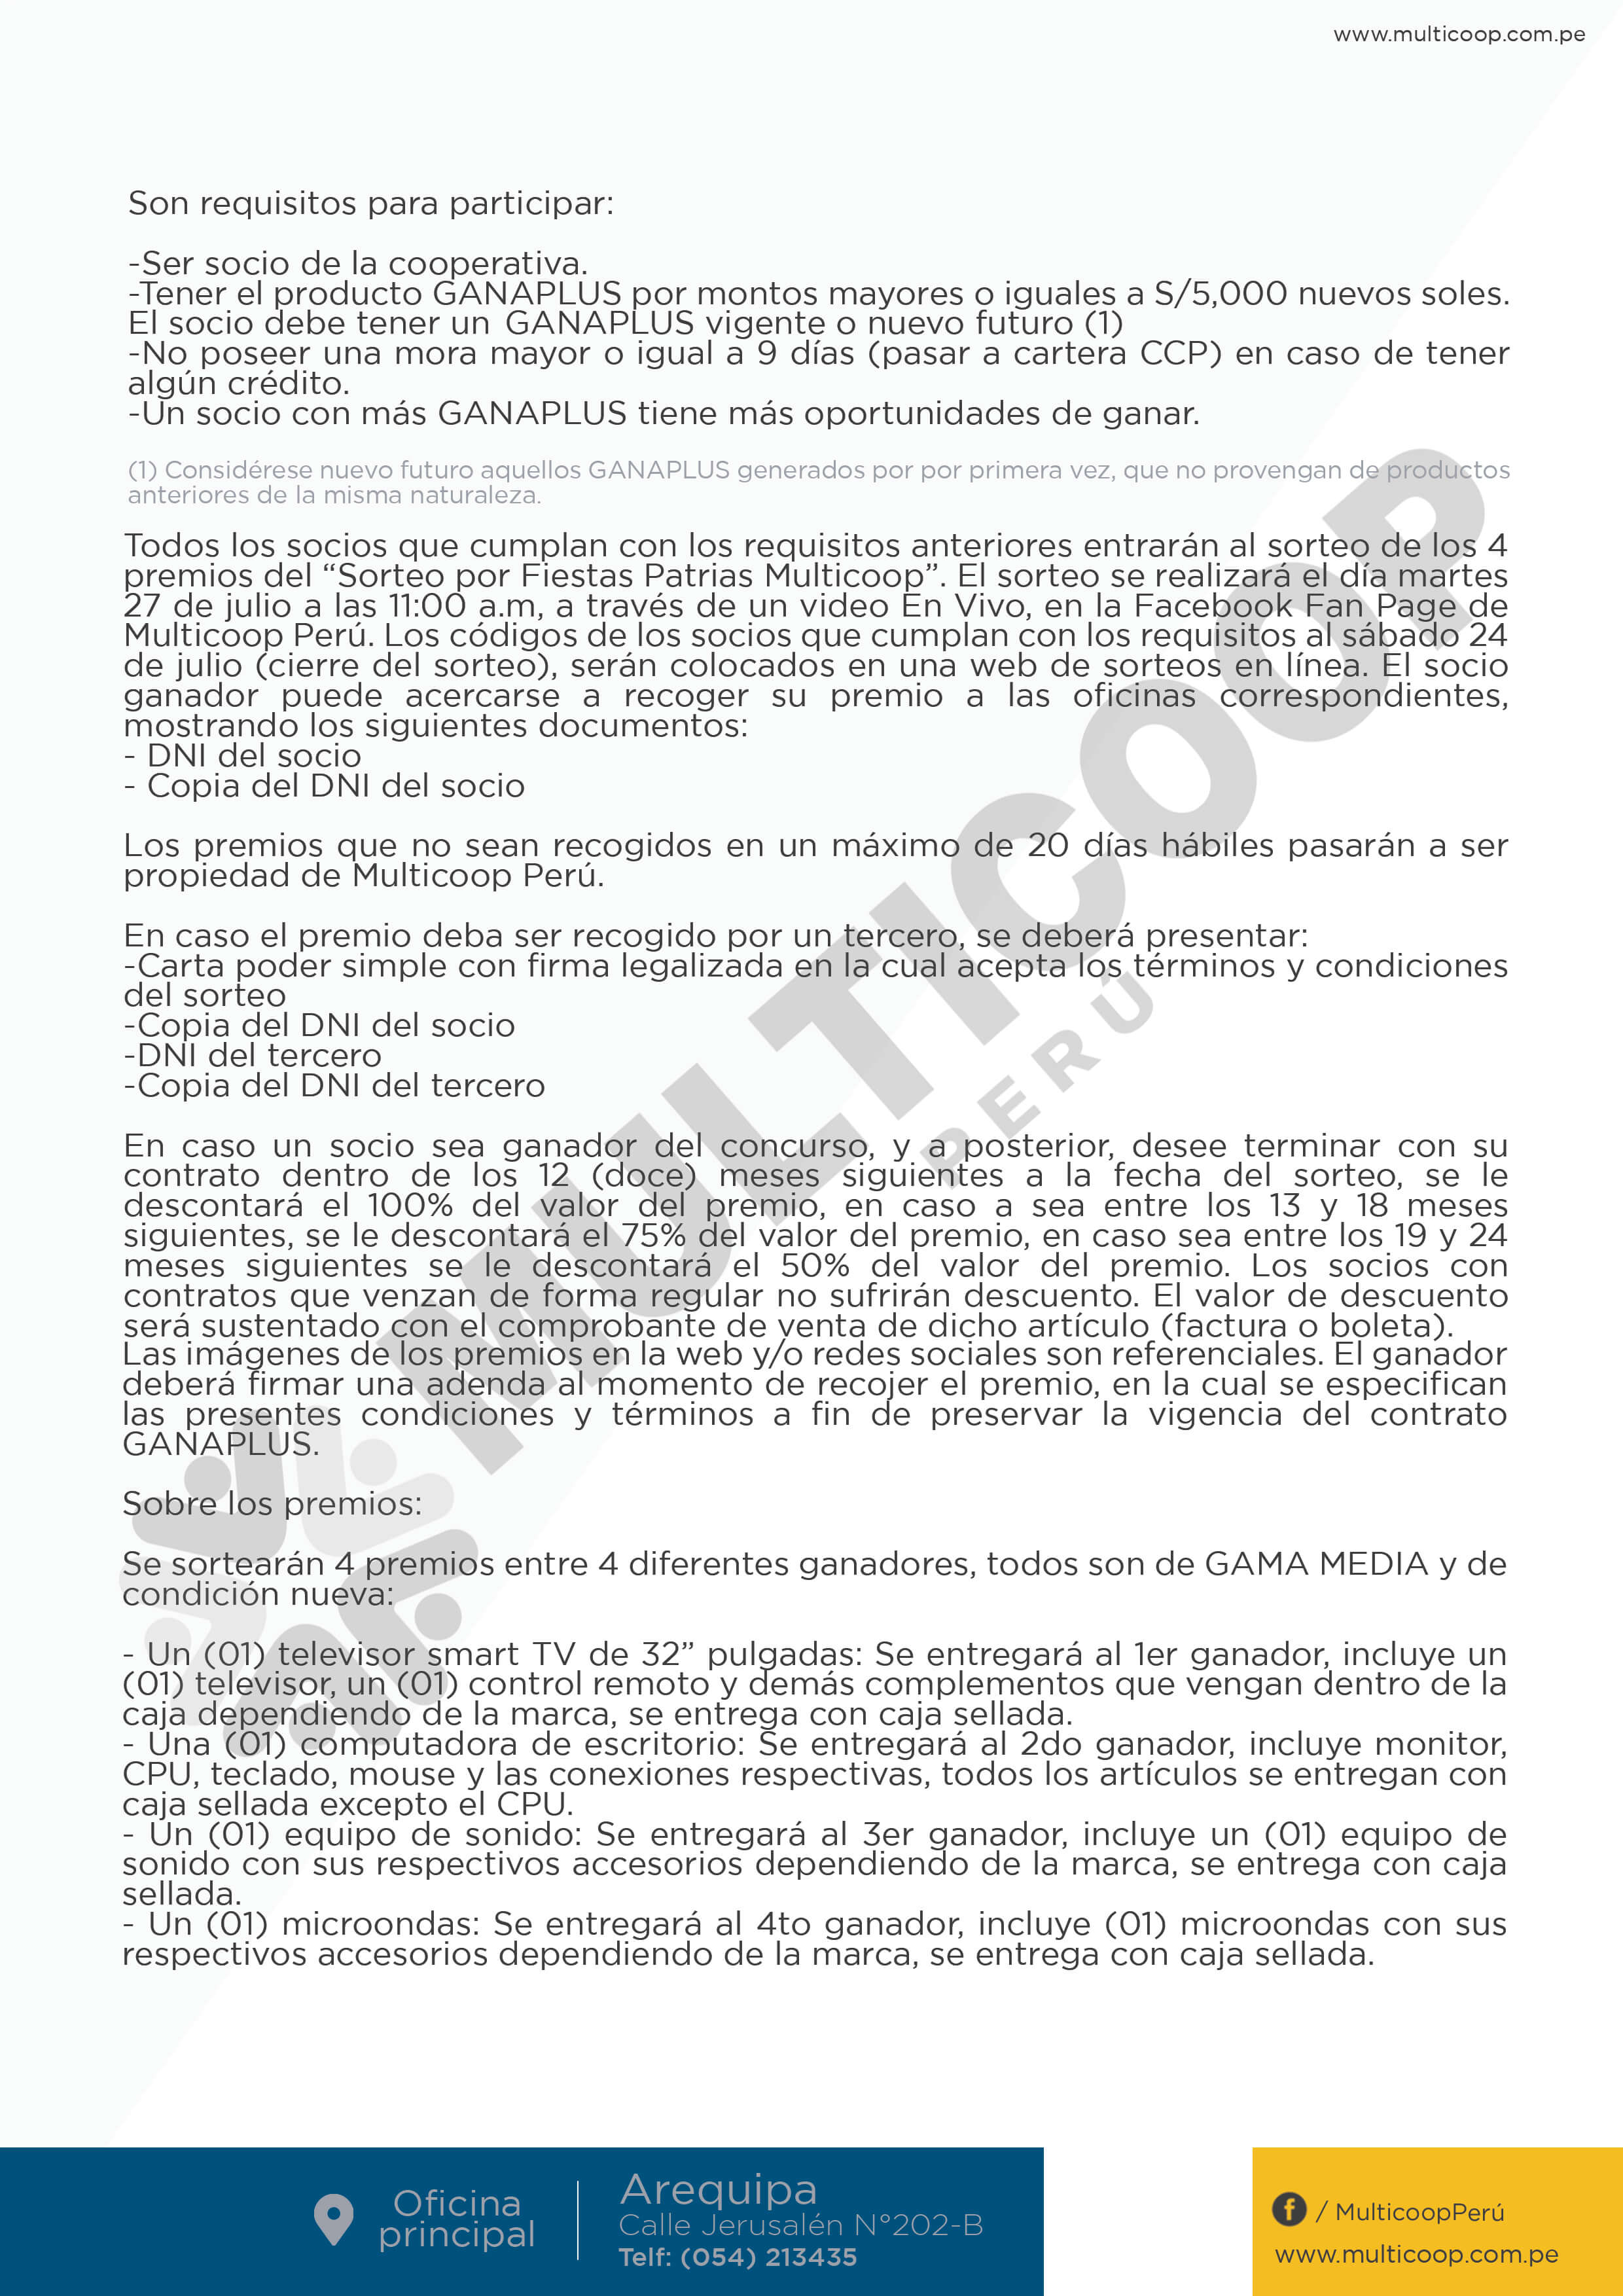 www.multicoop.com.pe
Son requisitos para participar:
-Ser socio de la cooperativa.
-Tener el producto GANAPLUS por montos mayores o iguales a S/5,000 nuevos soles.
El socio debe tener un GANAPLUS vigente o nuevo futuro (1)
-No poseer una mora mayor o igual a 9 días (pasar a cartera CCP) en caso de tener
algún crédito.
-Un socio con más GANAPLUS tiene más oportunidades de ganar.
(1) Considérese nuevo futuro aquellos GANAPLUS generados por por primera vez, que no provengan de productos
anteriores de la misma naturaleza.
Todos los socios que cumplan con los requisitos anteriores entrarán al sorteo de los 4
premios del “Sorteo por Fiestas Patrias Multicoop”. El sorteo se realizará el día martes
27 de julio a las 11:00 a.m, a través de un video En Vivo, en la Facebook Fan Page de
Multicoop Perú. Los códigos de los socios que cumplan con los requisitos al sábado 24
de julio (cierre del sorteo), serán colocados en una web de sorteos en línea. El socio
ganador puede acercarse a recoger su premio a las oficinas correspondientes,
mostrando los siguientes documentos:
- DNI del socio
- Copia del DNI del socio
Los premios que no sean recogidos en un máximo de 20 días hábiles pasarán a ser
propiedad de Multicoop Perú.
En caso el premio deba ser recogido por un tercero, se deberá presentar:
-Carta poder simple con firma legalizada en la cual acepta los términos y condiciones
del sorteo
-Copia del DNI del socio
-DNI del tercero
-Copia del DNI del tercero
En caso un socio sea ganador del concurso, y a posterior, desee terminar con su
contrato dentro de los 12 (doce) meses siguientes a la fecha del sorteo, se le
descontará el 100% del valor del premio, en caso a sea entre los 13 y 18 meses
siguientes, se le descontará el 75% del valor del premio, en caso sea entre los 19 y 24
meses siguientes se le descontará el 50% del valor del premio. Los socios con
contratos que venzan de forma regular no sufrirán descuento. El valor de descuento
será sustentado con el comprobante de venta de dicho artículo (factura o boleta).
Las imágenes de los premios en la web y/o redes sociales son referenciales. El ganador
deberá firmar una adenda al momento de recojer el premio, en la cual se especifican
las presentes condiciones y términos a fin de preservar la vigencia del contrato
GANAPLUS.
Sobre los premios:
Se sortearán 4 premios entre 4 diferentes ganadores, todos son de GAMA MEDIA y de
condición nueva:
- Un (01) televisor smart TV de 32” pulgadas: Se entregará al 1er ganador, incluye un
(01) televisor, un (01) control remoto y demás complementos que vengan dentro de la
caja dependiendo de la marca, se entrega con caja sellada.
- Una (01) computadora de escritorio: Se entregará al 2do ganador, incluye monitor,
CPU, teclado, mouse y las conexiones respectivas, todos los artículos se entregan con
caja sellada excepto el CPU.
- Un (01) equipo de sonido: Se entregará al 3er ganador, incluye un (01) equipo de
sonido con sus respectivos accesorios dependiendo de la marca, se entrega con caja
sellada.
- Un (01) microondas: Se entregará al 4to ganador, incluye (01) microondas con sus
respectivos accesorios dependiendo de la marca, se entrega con caja sellada.
MULTICOOP
PERÚ
Oficina
principal
Arequipa
Calle Jerusalén N°202-B
Telf: (054) 213435
f / MulticoopPerú
www.multicoop.com.pe